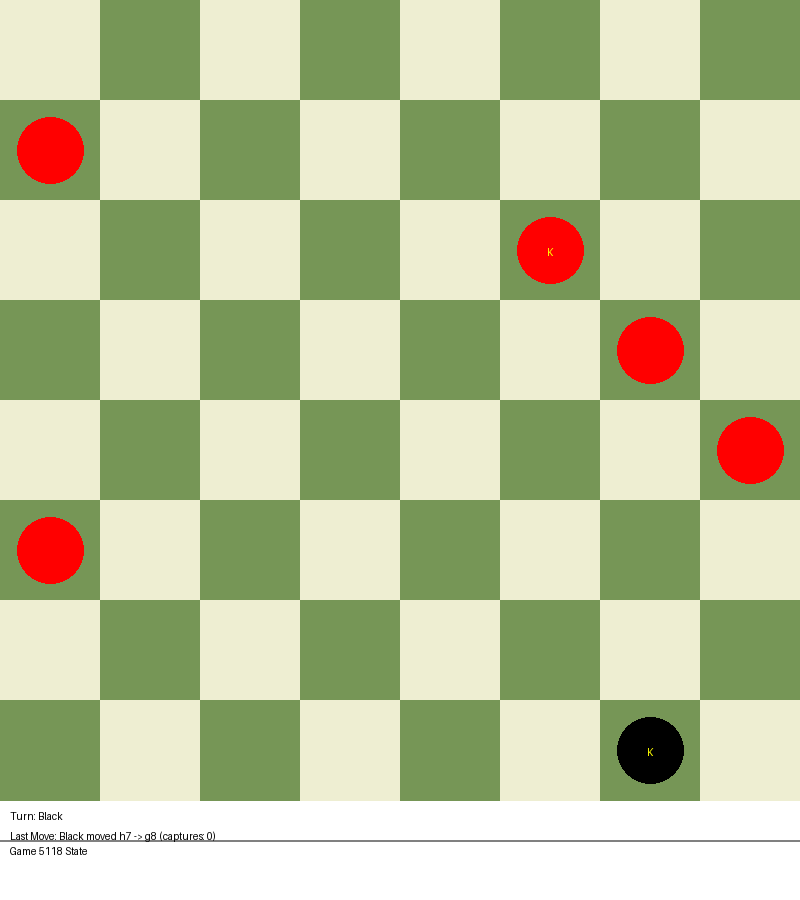 K
K
Turn: Black
Last Move: Black moved h7 -> g8 (captures: 0)
Game 5118 State